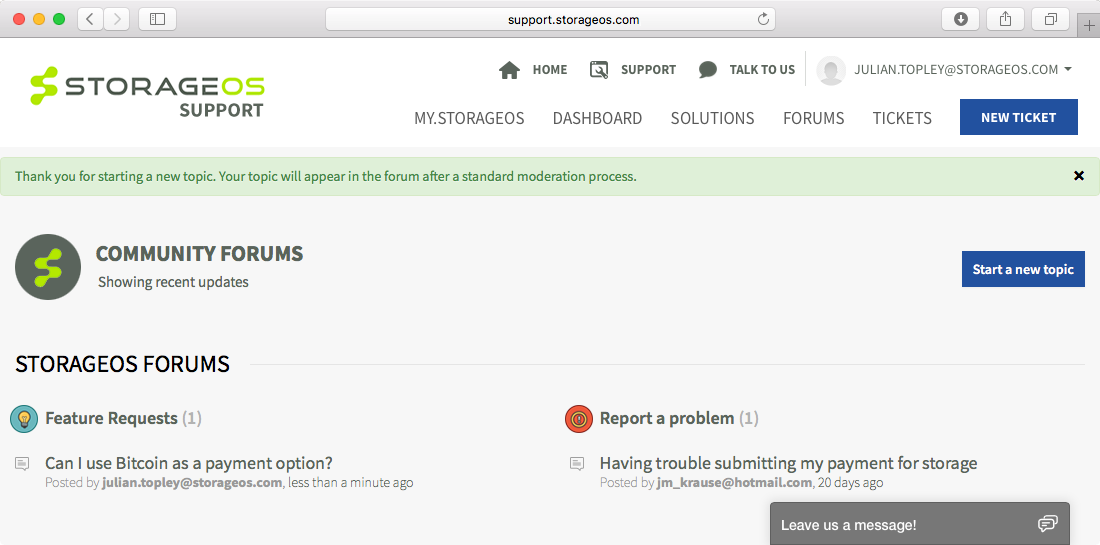 support.storageos.com
HOME SUPPORT TALK TO US JULIAN.TOPLEY@STORAGEOS.COM
STORAGEOS
SUPPORT
MY.STORAGEOS DASHBOARD SOLUTIONS FORUMS TICKETS NEW TICKET
Thank you for starting a new topic. Your topic will appear in the forum after a standard moderation process.
COMMUNITY FORUMS
Showing recent updates
Start a new topic
STORAGEOS FORUMS
Feature Requests (1)
Can I use Bitcoin as a payment option?
Posted by julian.topley@storageos.com, less than a minute ago
Report a problem (1)
Having trouble submitting my payment for storage
Posted by jm_krause@hotmail.com, 20 days ago
Leave us a message!